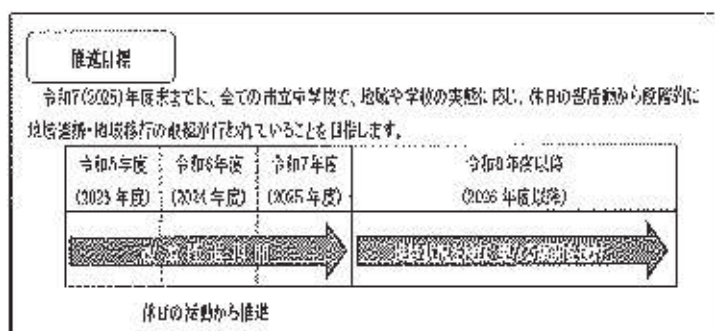 推進目標
令和7(2025)年度末までに、全ての市立中学校で、地域や学校の実態に応じ、休日の部活動から段階的に
地域連携・地域移行の取組が行われていることを目指します。
令和5年度 令和6年度 令和7年度 令和8年度以降
(2023年度) (2024年度) (2025年度) (2026年度以降)
改革推進期間
休日の活動から推進